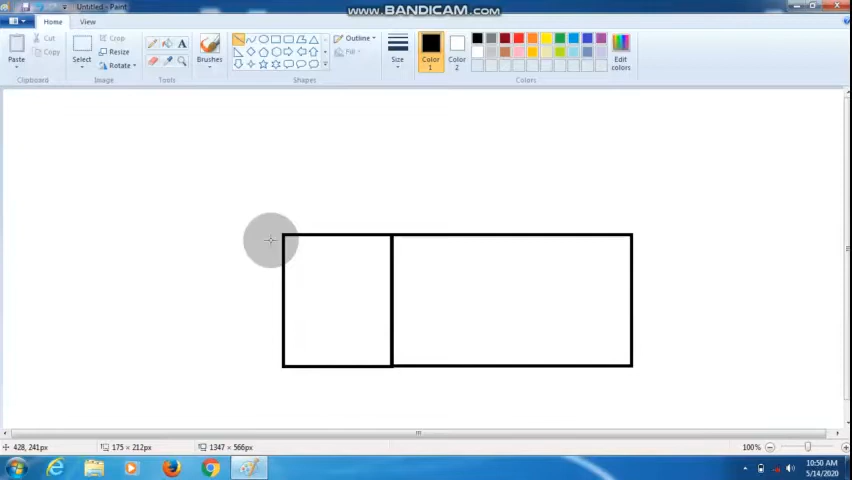 Untitled - Paint
www.BANDICAM.com
Home
View
Paste
Cut
Copy
Clipboard
Select
Crop
Resize
Rotate
Image
A
Tools
Brushes
Shapes
Outline
Fill
Size
Color 1
Color 2
Edit colors
Colors
428, 241px
175 × 212px
1347 × 566px
100%
10:50 AM
5/14/2020